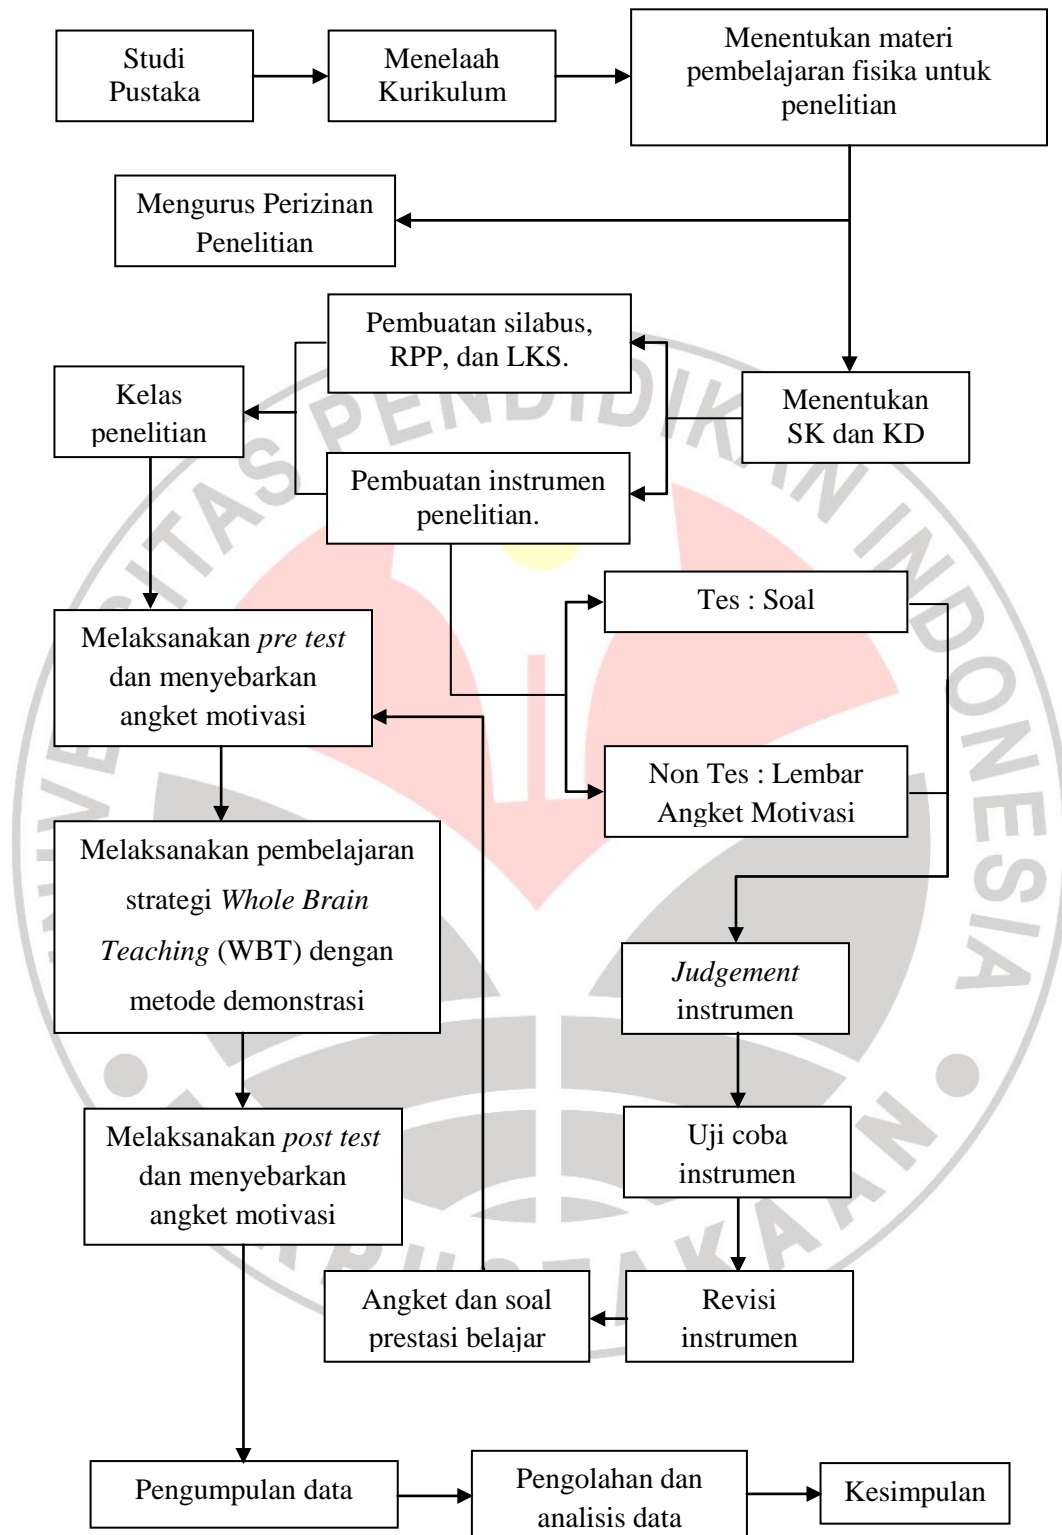 Studi
Pustaka
Menelaah
Kurikulum
Menentukan materi
pembelajaran fisika untuk
penelitian
Mengurus Perizinan
Penelitian
Pembuatan silabus,
RPP, dan LKS.
Kelas
penelitian
Menentukan
SK dan KD
Pembuatan instrumen
penelitian.
Tes : Soal
Melaksanakan pre test
dan menyebarkan
angket motivasi
Non Tes : Lembar
Angket Motivasi
Melaksanakan pembelajaran
strategi Whole Brain
Teaching (WBT) dengan
metode demonstrasi
Judgement
instrumen
Melaksanakan post test
dan menyebarkan
angket motivasi
Uji coba
instrumen
Angket dan soal
prestasi belajar
Revisi
instrumen
Pengumpulan data
Pengolahan dan
analisis data
Kesimpulan
UNIVERSITAS PENDIDIKAN INDONESIA
PERPUSTAKAAN